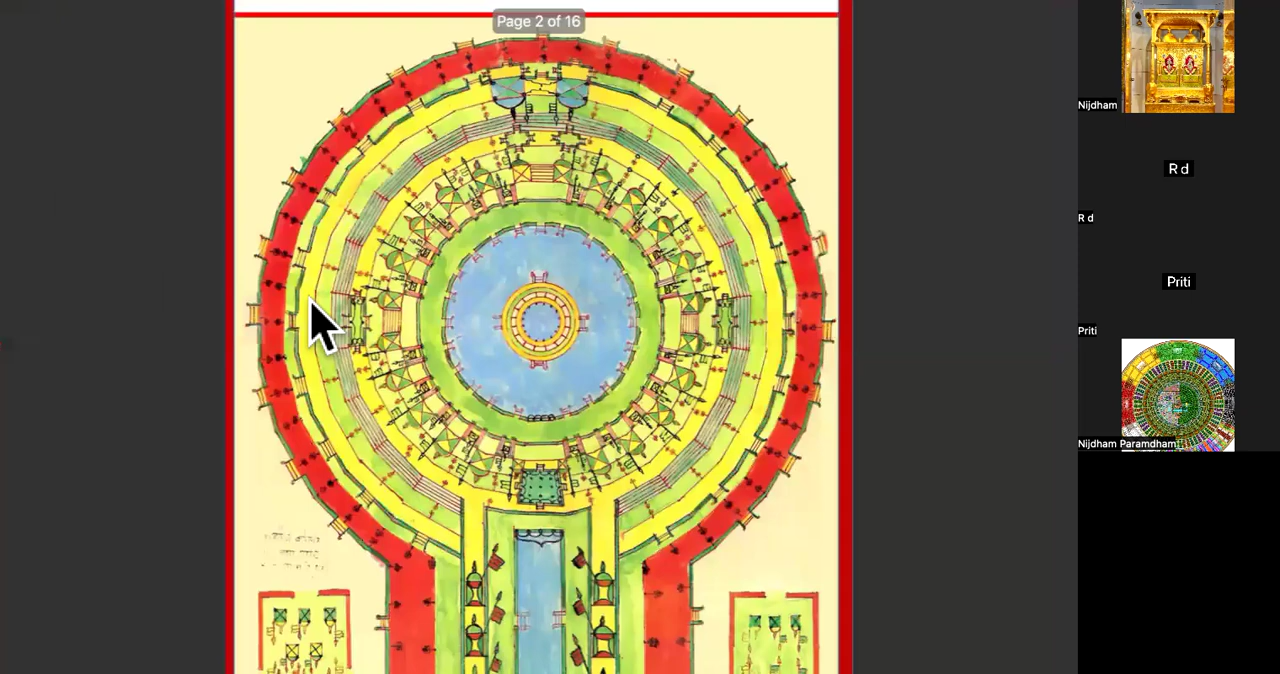 Page 2 of 16
Nijdham
R d
R d
Priti
Priti
Nijdham Paramdham